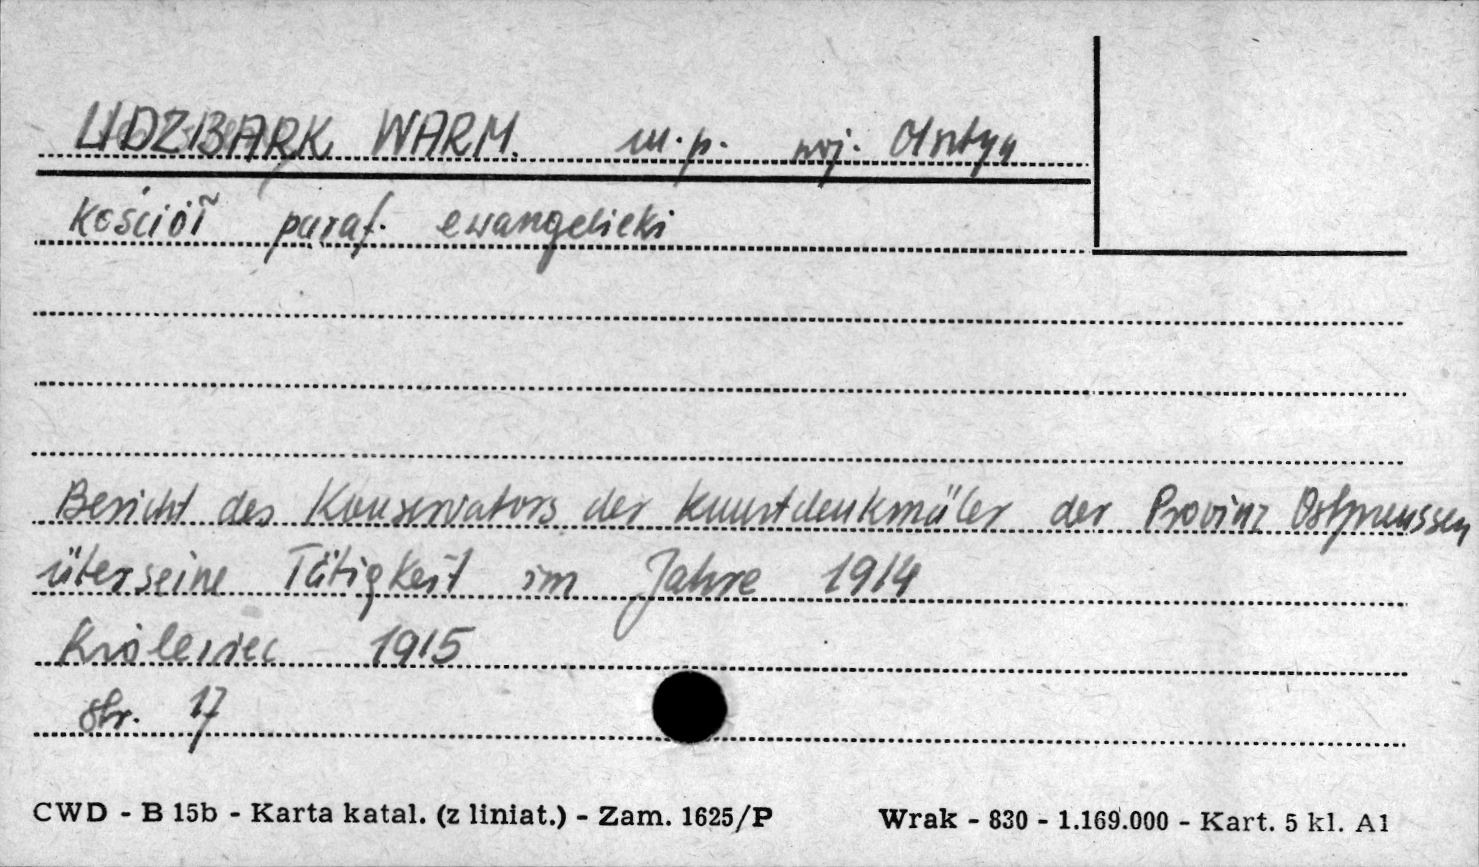 LIDZBARK WARM. m.p. woj. Olsztyn
kościół paraf. ewangelicki
Bericht des Konservators der Kunstdenkmäler der Provinz Ostpreussen
über seine Tätigkeit im Jahre 1914
Królewiec 1915
str. 17
CWD - B 15b - Karta katal. (z liniat.) - Zam. 1625/P Wrak - 830 - 1.169.000 - Kart. 5 kl. A1